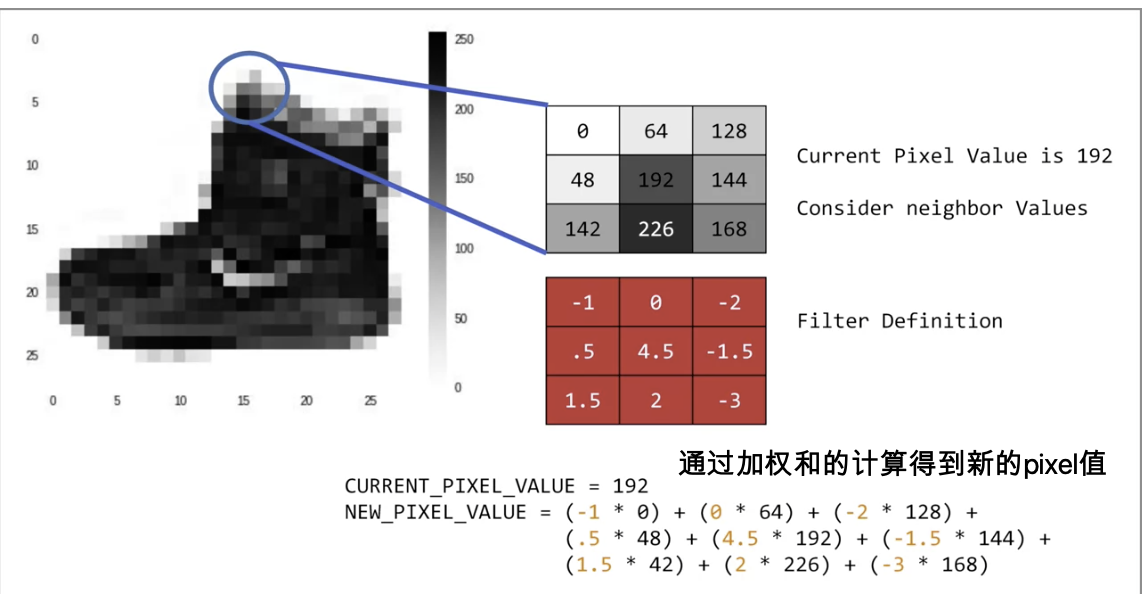 0
5
10
15
20
25
0 5 10 15 20 25
250
200
150
100
50
0
0 64 128
48 192 144
142 226 168
Current Pixel Value is 192
Consider neighbor Values
-1 0 -2
.5 4.5 -1.5
1.5 2 -3
Filter Definition
通过加权和的计算得到新的pixel值
CURRENT_PIXEL_VALUE = 192
NEW_PIXEL_VALUE = (-1 * 0) + (0 * 64) + (-2 * 128) +
(.5 * 48) + (4.5 * 192) + (-1.5 * 144) +
(1.5 * 42) + (2 * 226) + (-3 * 168)